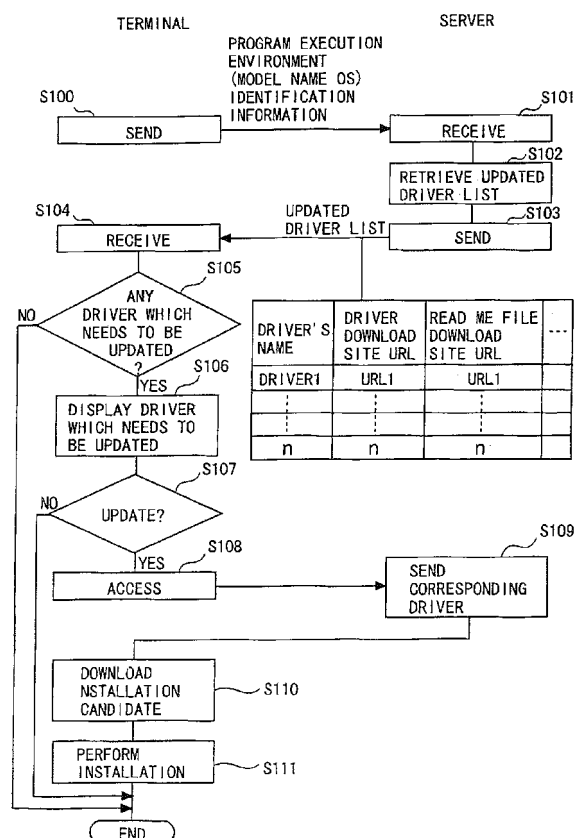 TERMINAL
SERVER
PROGRAM EXECUTION
ENVIRONMENT
(MODEL NAME OS)
IDENTIFICATION
INFORMATION
S100
SEND
S101
RECEIVE
S102
RETRIEVE UPDATED
DRIVER LIST
S103
SEND
UPDATED
DRIVER LIST
S104
RECEIVE
S105
ANY
DRIVER WHICH
NEEDS TO BE
UPDATED
?
NO
YES
S106
DISPLAY DRIVER
WHICH NEEDS TO
BE UPDATED
DRIVER'S
NAME
DRIVER
DOWNLOAD
SITE URL
READ ME FILE
DOWNLOAD
SITE URL
---
DRIVER1
URL1
URL1
n
n
n
S107
UPDATE?
NO
YES
S108
ACCESS
S109
SEND
CORRESPONDING
DRIVER
DOWNLOAD
NSTALLATION
CANDIDATE
S110
PERFORM
INSTALLATION
S111
END